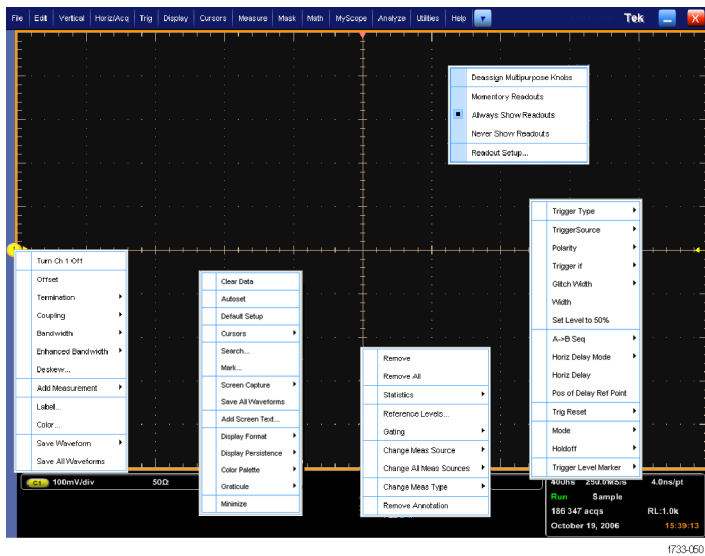 File Edit Vertical Horiz/Acq Trig Display Cursors Measure Mask Math MyScope Analyze Utilities Help Tek X
Deassign Multipurpose Knobs
Momentory Readouts
Always Show Readouts
Never Show Readouts
Readout Setup...
Trigger Type
TriggerSource
Polarity
Trigger if
Glitch Width
Width
Set Level to 50%
A->B Seq
Horiz Delay Mode
Horiz Delay
Pos of Delay Ref Point
Trig Reset
Mode
Holdoff
Trigger Level Marker
Turn Ch 1 Off
Offset
Termination
Coupling
Bandwidth
Enhanced Bandwidth
Deskew...
Add Measurement
Label...
Color...
Save Waveform
Save All Waveforms
Clear Data
Autoset
Default Setup
Cursors
Search...
Mark...
Screen Capture
Save All Waveforms
Add Screen Text...
Display Format
Display Persistence
Color Palette
Graticule
Minimize
Remove
Remove All
Statistics
Reference Levels...
Gating
Change Meas Source
Change All Meas Sources
Change Meas Type
Remove Annotation
C1 100mV/div 50Ω
400ns 250.0MS/s 4.0ns/pt
Run Sample
186 347 acqs RL:1.0k
October 19, 2006 15:39:13
1733-050